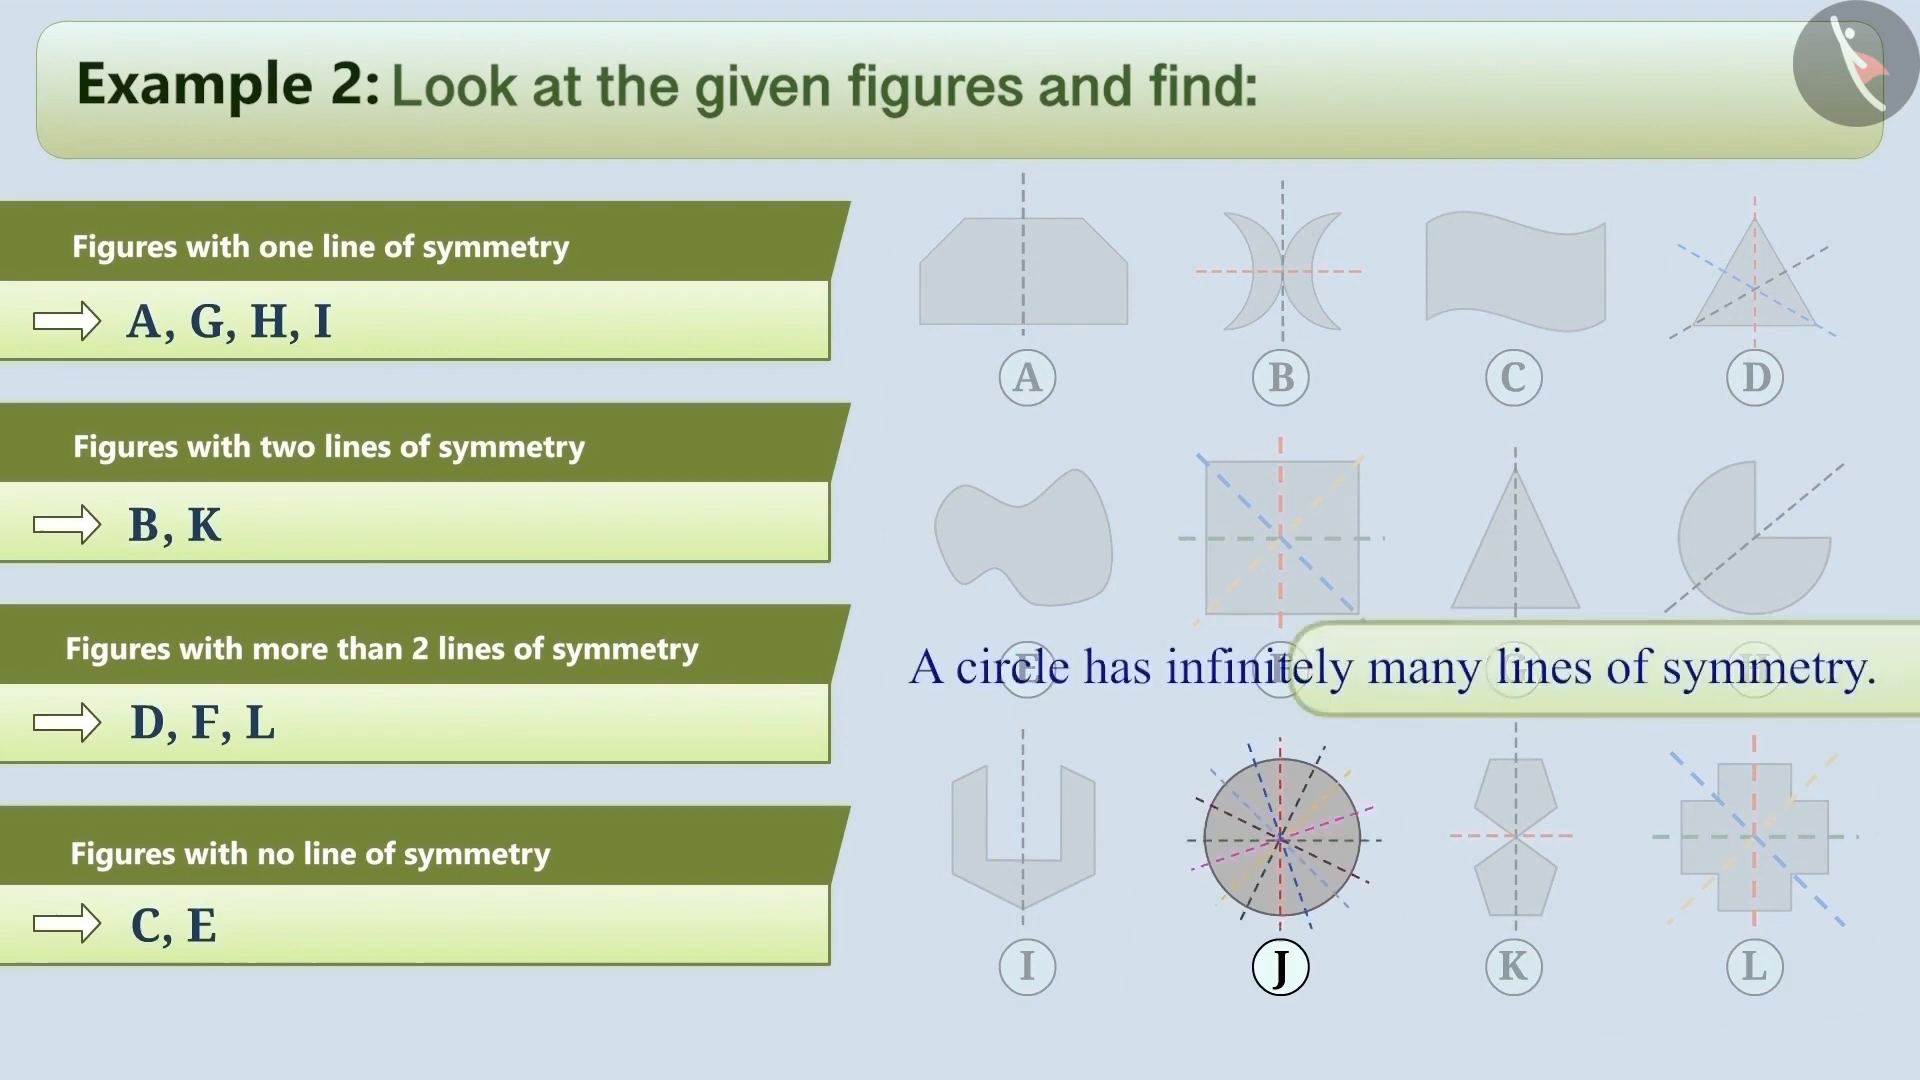 Example 2: Look at the given figures and find:
Figures with one line of symmetry
A, G, H, I
Figures with two lines of symmetry
B, K
Figures with more than 2 lines of symmetry
D, F, L
Figures with no line of symmetry
C, E
A B C D
E F G H
A circle has infinitely many lines of symmetry.
I J K L